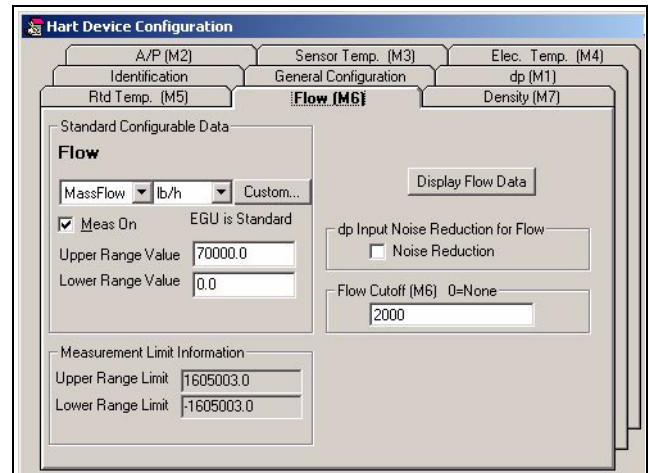 Hart Device Configuration
A/P (M2)
Sensor Temp. (M3)
Elec. Temp. (M4)
Identification
General Configuration
dp (M1)
Rtd Temp. (M5)
Flow (M6)
Density (M7)
Standard Configurable Data
Flow
MassFlow
lb/h
Custom...
Meas On
EGU is Standard
Upper Range Value
70000.0
Lower Range Value
0.0
Display Flow Data
dp Input Noise Reduction for Flow
Noise Reduction
Flow Cutoff (M6) 0=None
2000
Measurement Limit Information
Upper Range Limit
1605003.0
Lower Range Limit
-1605003.0